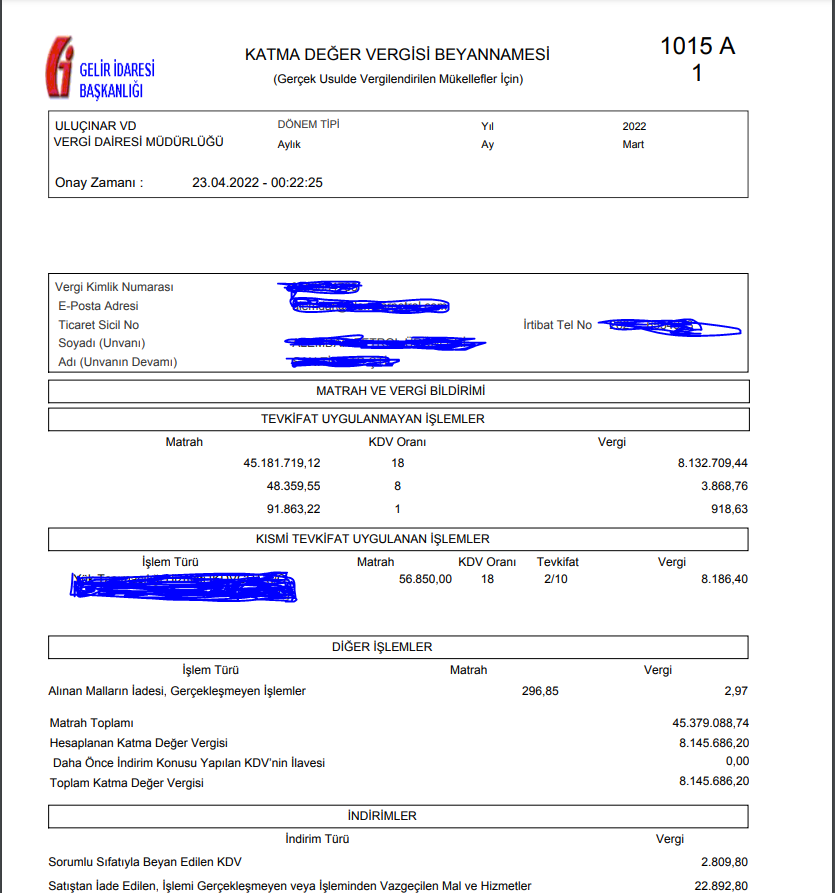 KATMA DEĞER VERGİSİ BEYANNAMESİ
(Gerçek Usulde Vergilendirilen Mükellefler İçin)
1015 A
1
GELİR İDARESİ
BAŞKANLIĞI
ULUÇINAR VD
VERGİ DAİRESİ MÜDÜRLÜĞÜ
DÖNEM TİPİ Yıl 2022
Aylık Ay Mart
Onay Zamanı : 23.04.2022 - 00:22:25
Vergi Kimlik Numarası
E-Posta Adresi
Ticaret Sicil No İrtibat Tel No
Soyadı (Unvanı)
Adı (Unvanın Devamı)
MATRAH VE VERGİ BİLDİRİMİ
TEVKİFAT UYGULANMAYAN İŞLEMLER
Matrah KDV Oranı Vergi
45.181.719,12 18 8.132.709,44
48.359,55 8 3.868,76
91.863,22 1 918,63
KISMİ TEVKİFAT UYGULANAN İŞLEMLER
İşlem Türü Matrah KDV Oranı Tevkifat Vergi
56.850,00 18 2/10 8.186,40
DİĞER İŞLEMLER
İşlem Türü Matrah Vergi
Alınan Malların İadesi, Gerçekleşmeyen İşlemler 296,85 2,97
Matrah Toplamı 45.379.088,74
Hesaplanan Katma Değer Vergisi 8.145.686,20
Daha Önce İndirim Konusu Yapılan KDV'nin İlavesi 0,00
Toplam Katma Değer Vergisi 8.145.686,20
İNDİRİMLER
İndirim Türü Vergi
Sorumlu Sıfatıyla Beyan Edilen KDV 2.809,80
Satıştan İade Edilen, İşlemi Gerçekleşmeyen veya İşleminden Vazgeçilen Mal ve Hizmetler 22.892,80